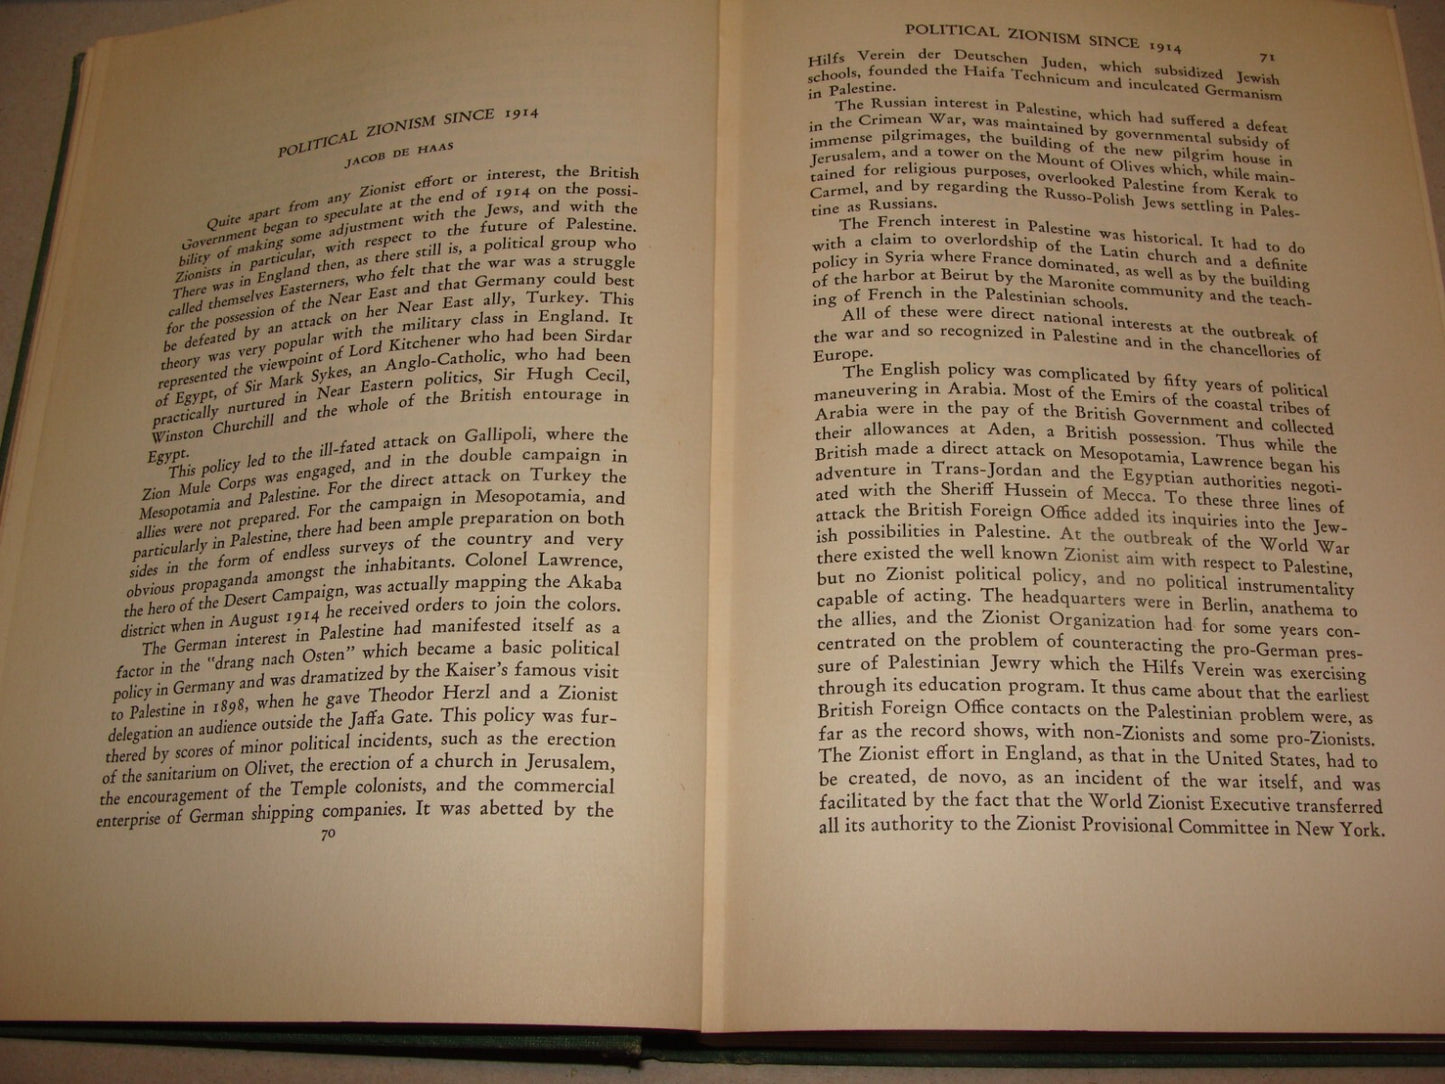 POLITICAL ZIONISM SINCE 1914
JACOB DE HAAS
Quite apart from any Zionist effort or interest, the British
Government began to speculate at the end of 1914 on the possi-
bility of making some adjustment with the Jews, and with the
Zionists in particular, with respect to the future of Palestine.
There was in England then, as there still is, a political group who
called themselves Easterners, who felt that the war was a struggle
for the possession of the Near East and that Germany could best
be defeated by an attack on her Near East ally, Turkey. This
theory was very popular with the military class in England. It
represented the viewpoint of Lord Kitchener who had been Sirdar
of Egypt, of Sir Mark Sykes, an Anglo-Catholic, who had been
practically nurtured in Near Eastern politics, Sir Hugh Cecil,
Winston Churchill and the whole of the British entourage in
Egypt.
This policy led to the ill-fated attack on Gallipoli, where the
Zion Mule Corps was engaged, and in the double campaign in
Mesopotamia and Palestine. For the direct attack on Turkey the
allies were not prepared. For the campaign in Mesopotamia, and
particularly in Palestine, there had been ample preparation on both
sides in the form of endless surveys of the country and very
obvious propaganda amongst the inhabitants. Colonel Lawrence,
the hero of the Desert Campaign, was actually mapping the Akaba
district when in August 1914 he received orders to join the colors.
The German interest in Palestine had manifested itself as a
factor in the "drang nach Osten" which became a basic political
policy in Germany and was dramatized by the Kaiser's famous visit
to Palestine in 1898, when he gave Theodor Herzl and a Zionist
delegation an audience outside the Jaffa Gate. This policy was fur-
thered by scores of minor political incidents, such as the erection
of the sanitarium on Olivet, the erection of a church in Jerusalem,
the encouragement of the Temple colonists, and the commercial
enterprise of German shipping companies. It was abetted by the
70
POLITICAL ZIONISM SINCE 1914 71
Hilfs Verein der Deutschen Juden, which subsidized Jewish
schools, founded the Haifa Technicum and inculcated Germanism
in Palestine.
The Russian interest in Palestine, which had suffered a defeat
in the Crimean War, was maintained by governmental subsidy of
immense pilgrimages, the building of the new pilgrim house in
Jerusalem, and a tower on the Mount of Olives which, while main-
tained for religious purposes, overlooked Palestine from Kerak to
Carmel, and by regarding the Russo-Polish Jews settling in Pales-
tine as Russians.
The French interest in Palestine was historical. It had to do
with a claim to overlordship of the Latin church and a definite
policy in Syria where France dominated, as well as by the building
of the harbor at Beirut by the Maronite community and the teach-
ing of French in the Palestinian schools.
All of these were direct national interests at the outbreak of
the war and so recognized in Palestine and in the chancellories of
Europe.
The English policy was complicated by fifty years of political
maneuvering in Arabia. Most of the Emirs of the coastal tribes of
Arabia were in the pay of the British Government and collected
their allowances at Aden, a British possession. Thus while the
British made a direct attack on Mesopotamia, Lawrence began his
adventure in Trans-Jordan and the Egyptian authorities negoti-
ated with the Sheriff Hussein of Mecca. To these three lines of
attack the British Foreign Office added its inquiries into the Jew-
ish possibilities in Palestine. At the outbreak of the World War
there existed the well known Zionist aim with respect to Palestine,
but no Zionist political policy, and no political instrumentality
capable of acting. The headquarters were in Berlin, anathema to
the allies, and the Zionist Organization had for some years con-
centrated on the problem of counteracting the pro-German pres-
sure of Palestinian Jewry which the Hilfs Verein was exercising
through its education program. It thus came about that the earliest
British Foreign Office contacts on the Palestinian problem were, as
far as the record shows, with non-Zionists and some pro-Zionists.
The Zionist effort in England, as that in the United States, had to
be created, de novo, as an incident of the war itself, and was
facilitated by the fact that the World Zionist Executive transferred
all its authority to the Zionist Provisional Committee in New York.